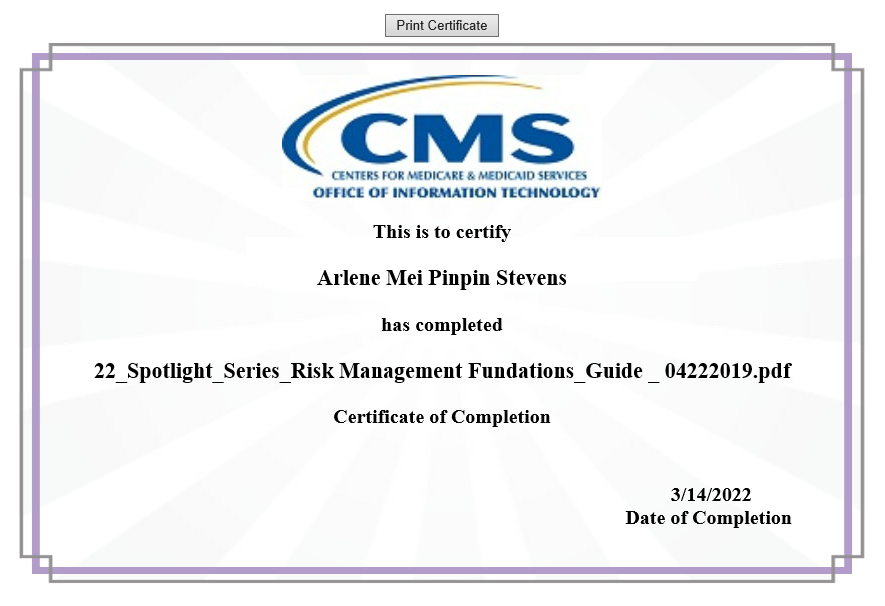 Print Certificate
CMS
CENTERS FOR MEDICARE & MEDICAID SERVICES
OFFICE OF INFORMATION TECHNOLOGY
This is to certify
Arlene Mei Pinpin Stevens
has completed
22_Spotlight_Series_Risk Management Fundations_Guide _ 04222019.pdf
Certificate of Completion
3/14/2022
Date of Completion